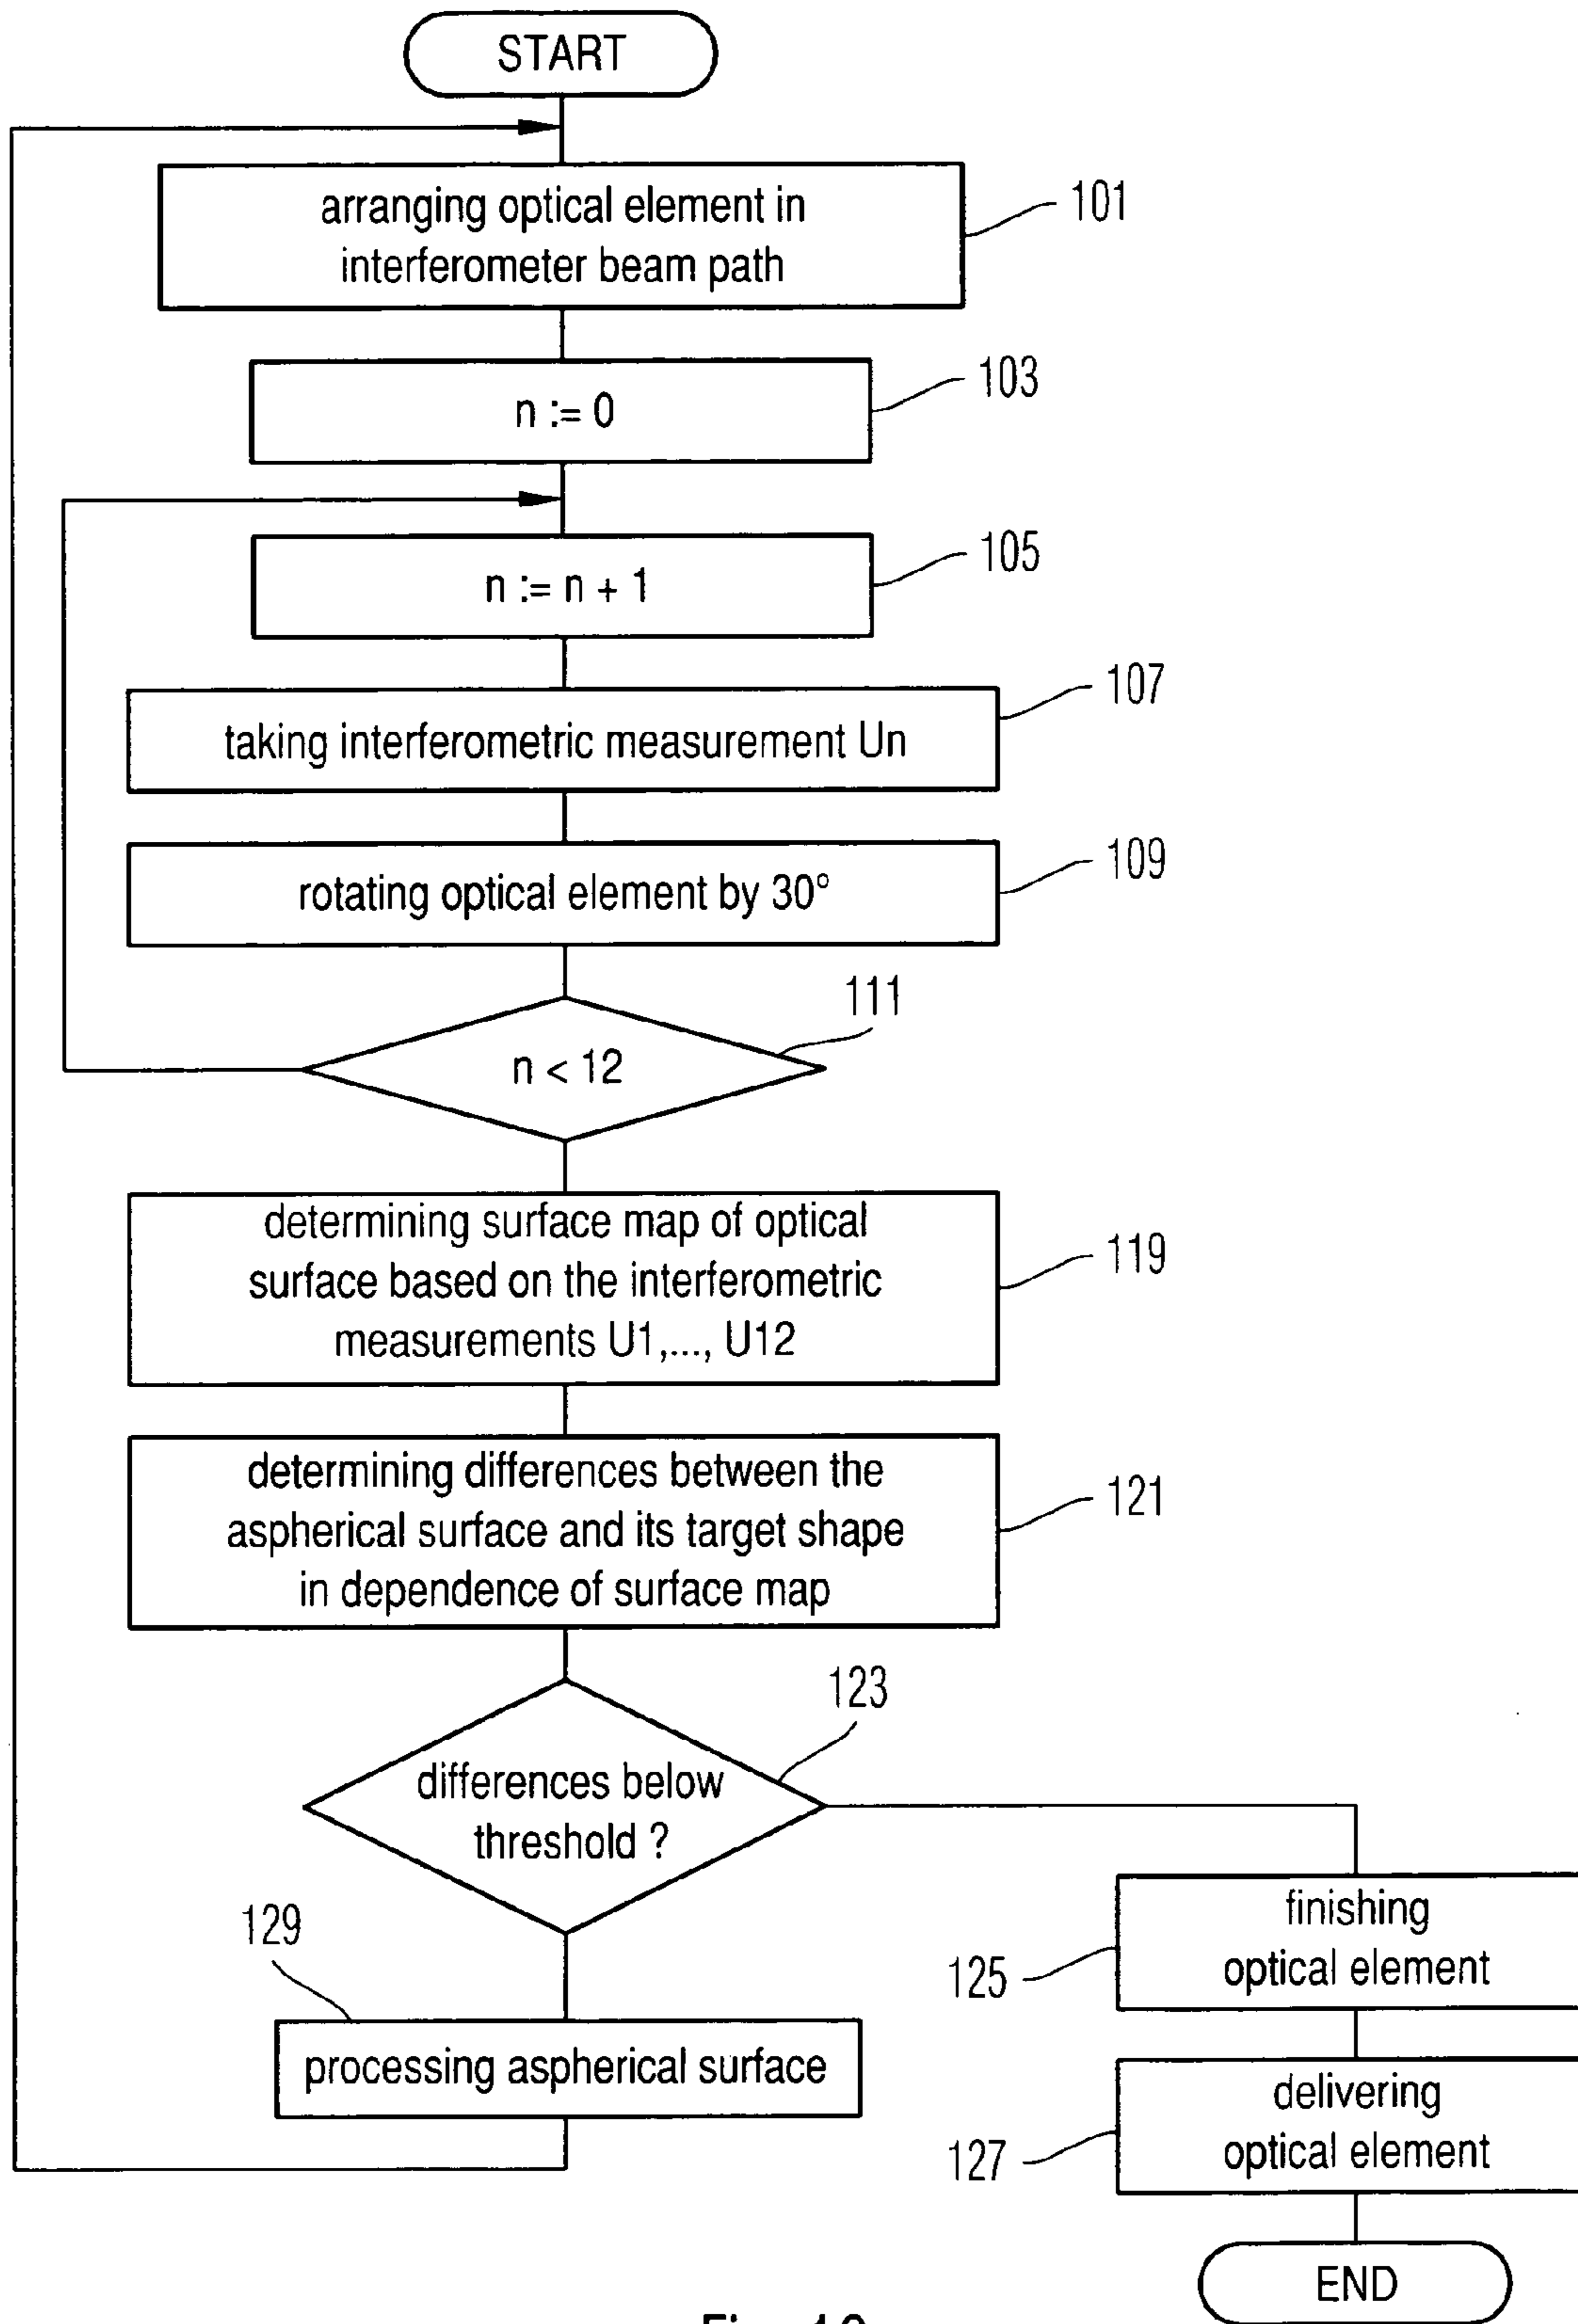 START
arranging optical element in
interferometer beam path
101
n := 0
103
n := n + 1
105
taking interferometric measurement Un
107
rotating optical element by 30°
109
n < 12
111
determining surface map of optical
surface based on the interferometric
measurements U1,..., U12
119
determining differences between the
aspherical surface and its target shape
in dependence of surface map
121
differences below
threshold ?
123
finishing
optical element
125
129
processing aspherical surface
delivering
optical element
127
END